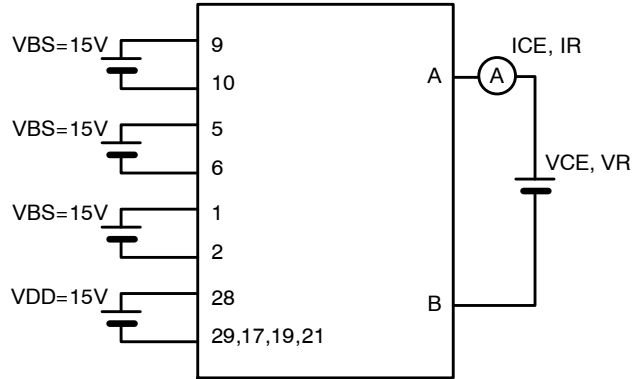 VBS=15V
9
10
VBS=15V
5
6
VBS=15V
1
2
VDD=15V
28
29,17,19,21
A
A
ICE, IR
VCE, VR
B